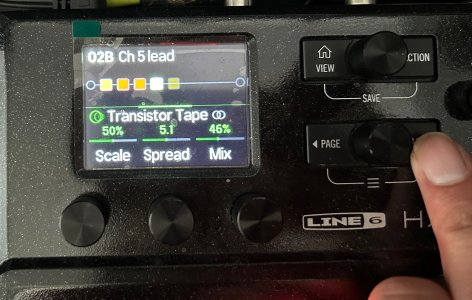 02B Ch 5 lead
Transistor Tape
50% 5.1 46%
Scale Spread Mix
VIEW
CTION
SAVE
PAGE
LINE 6 H